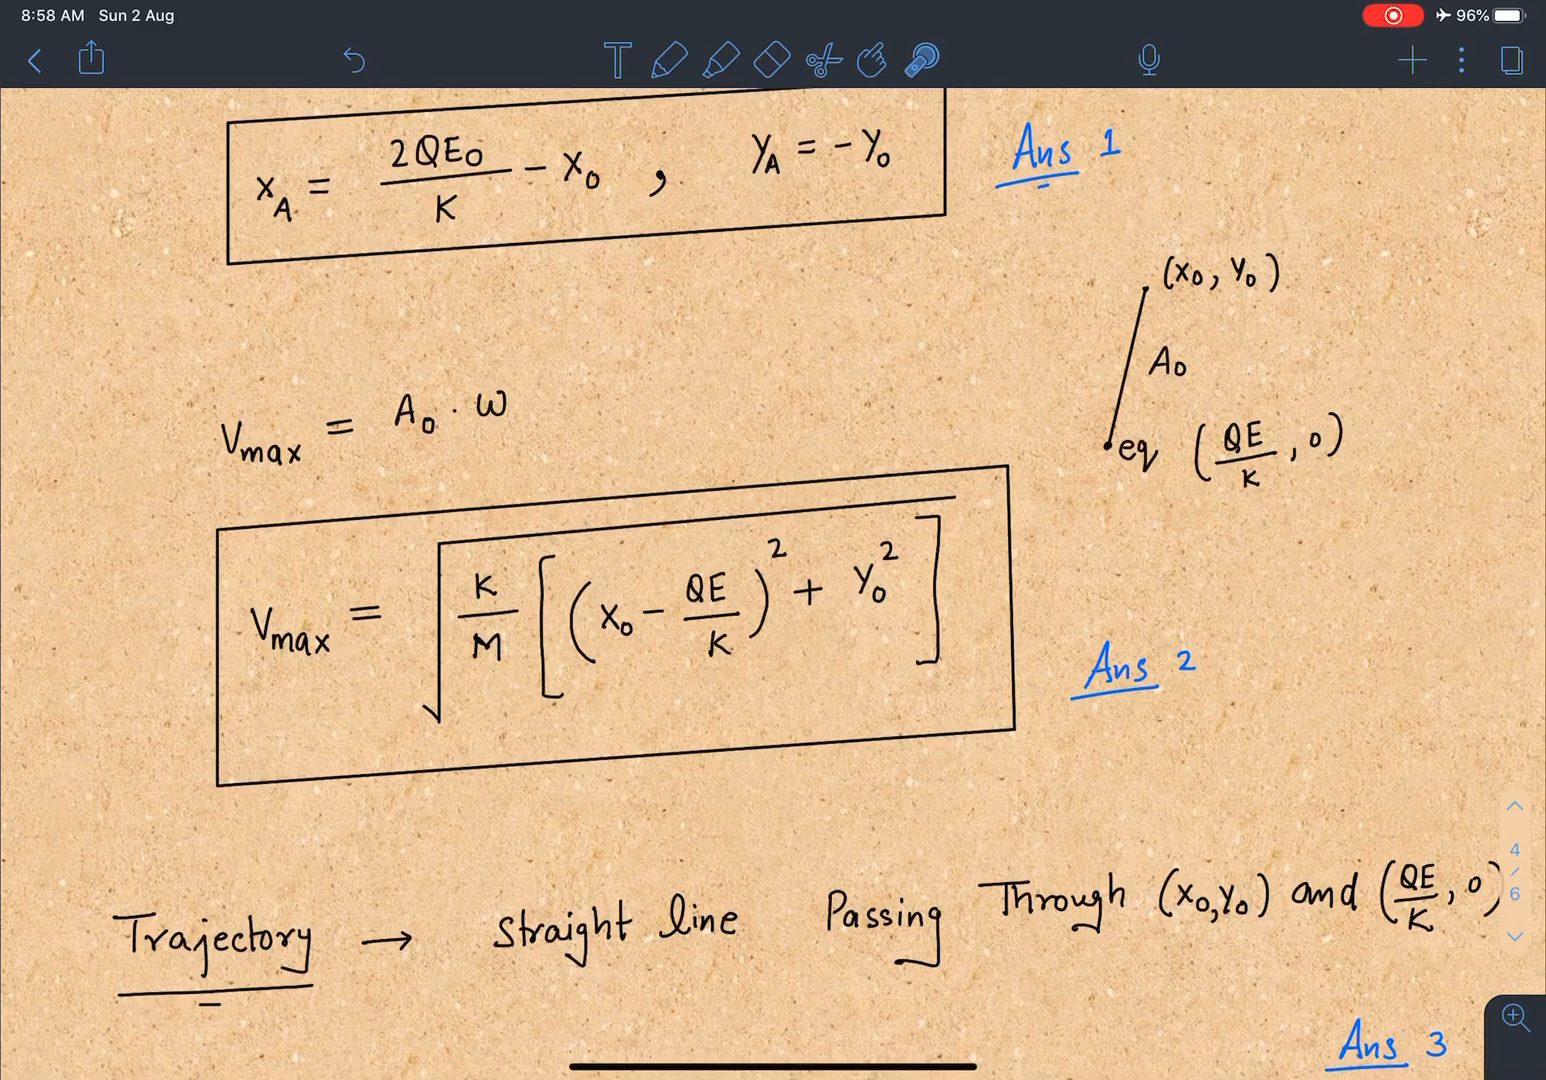 8:58 AM Sun 2 Aug 96%
x_A = 2QE₀/K − x₀ , y_A = −y₀ Ans 1
(x₀, y₀)
A₀
V_max = A₀ · ω
eq (QE/K, 0)
V_max = √(K/M [(x₀ − QE/K)² + y₀²])
Ans 2
4/6
Trajectory → straight line Passing Through (x₀,y₀) and (QE/K, 0)
Ans 3